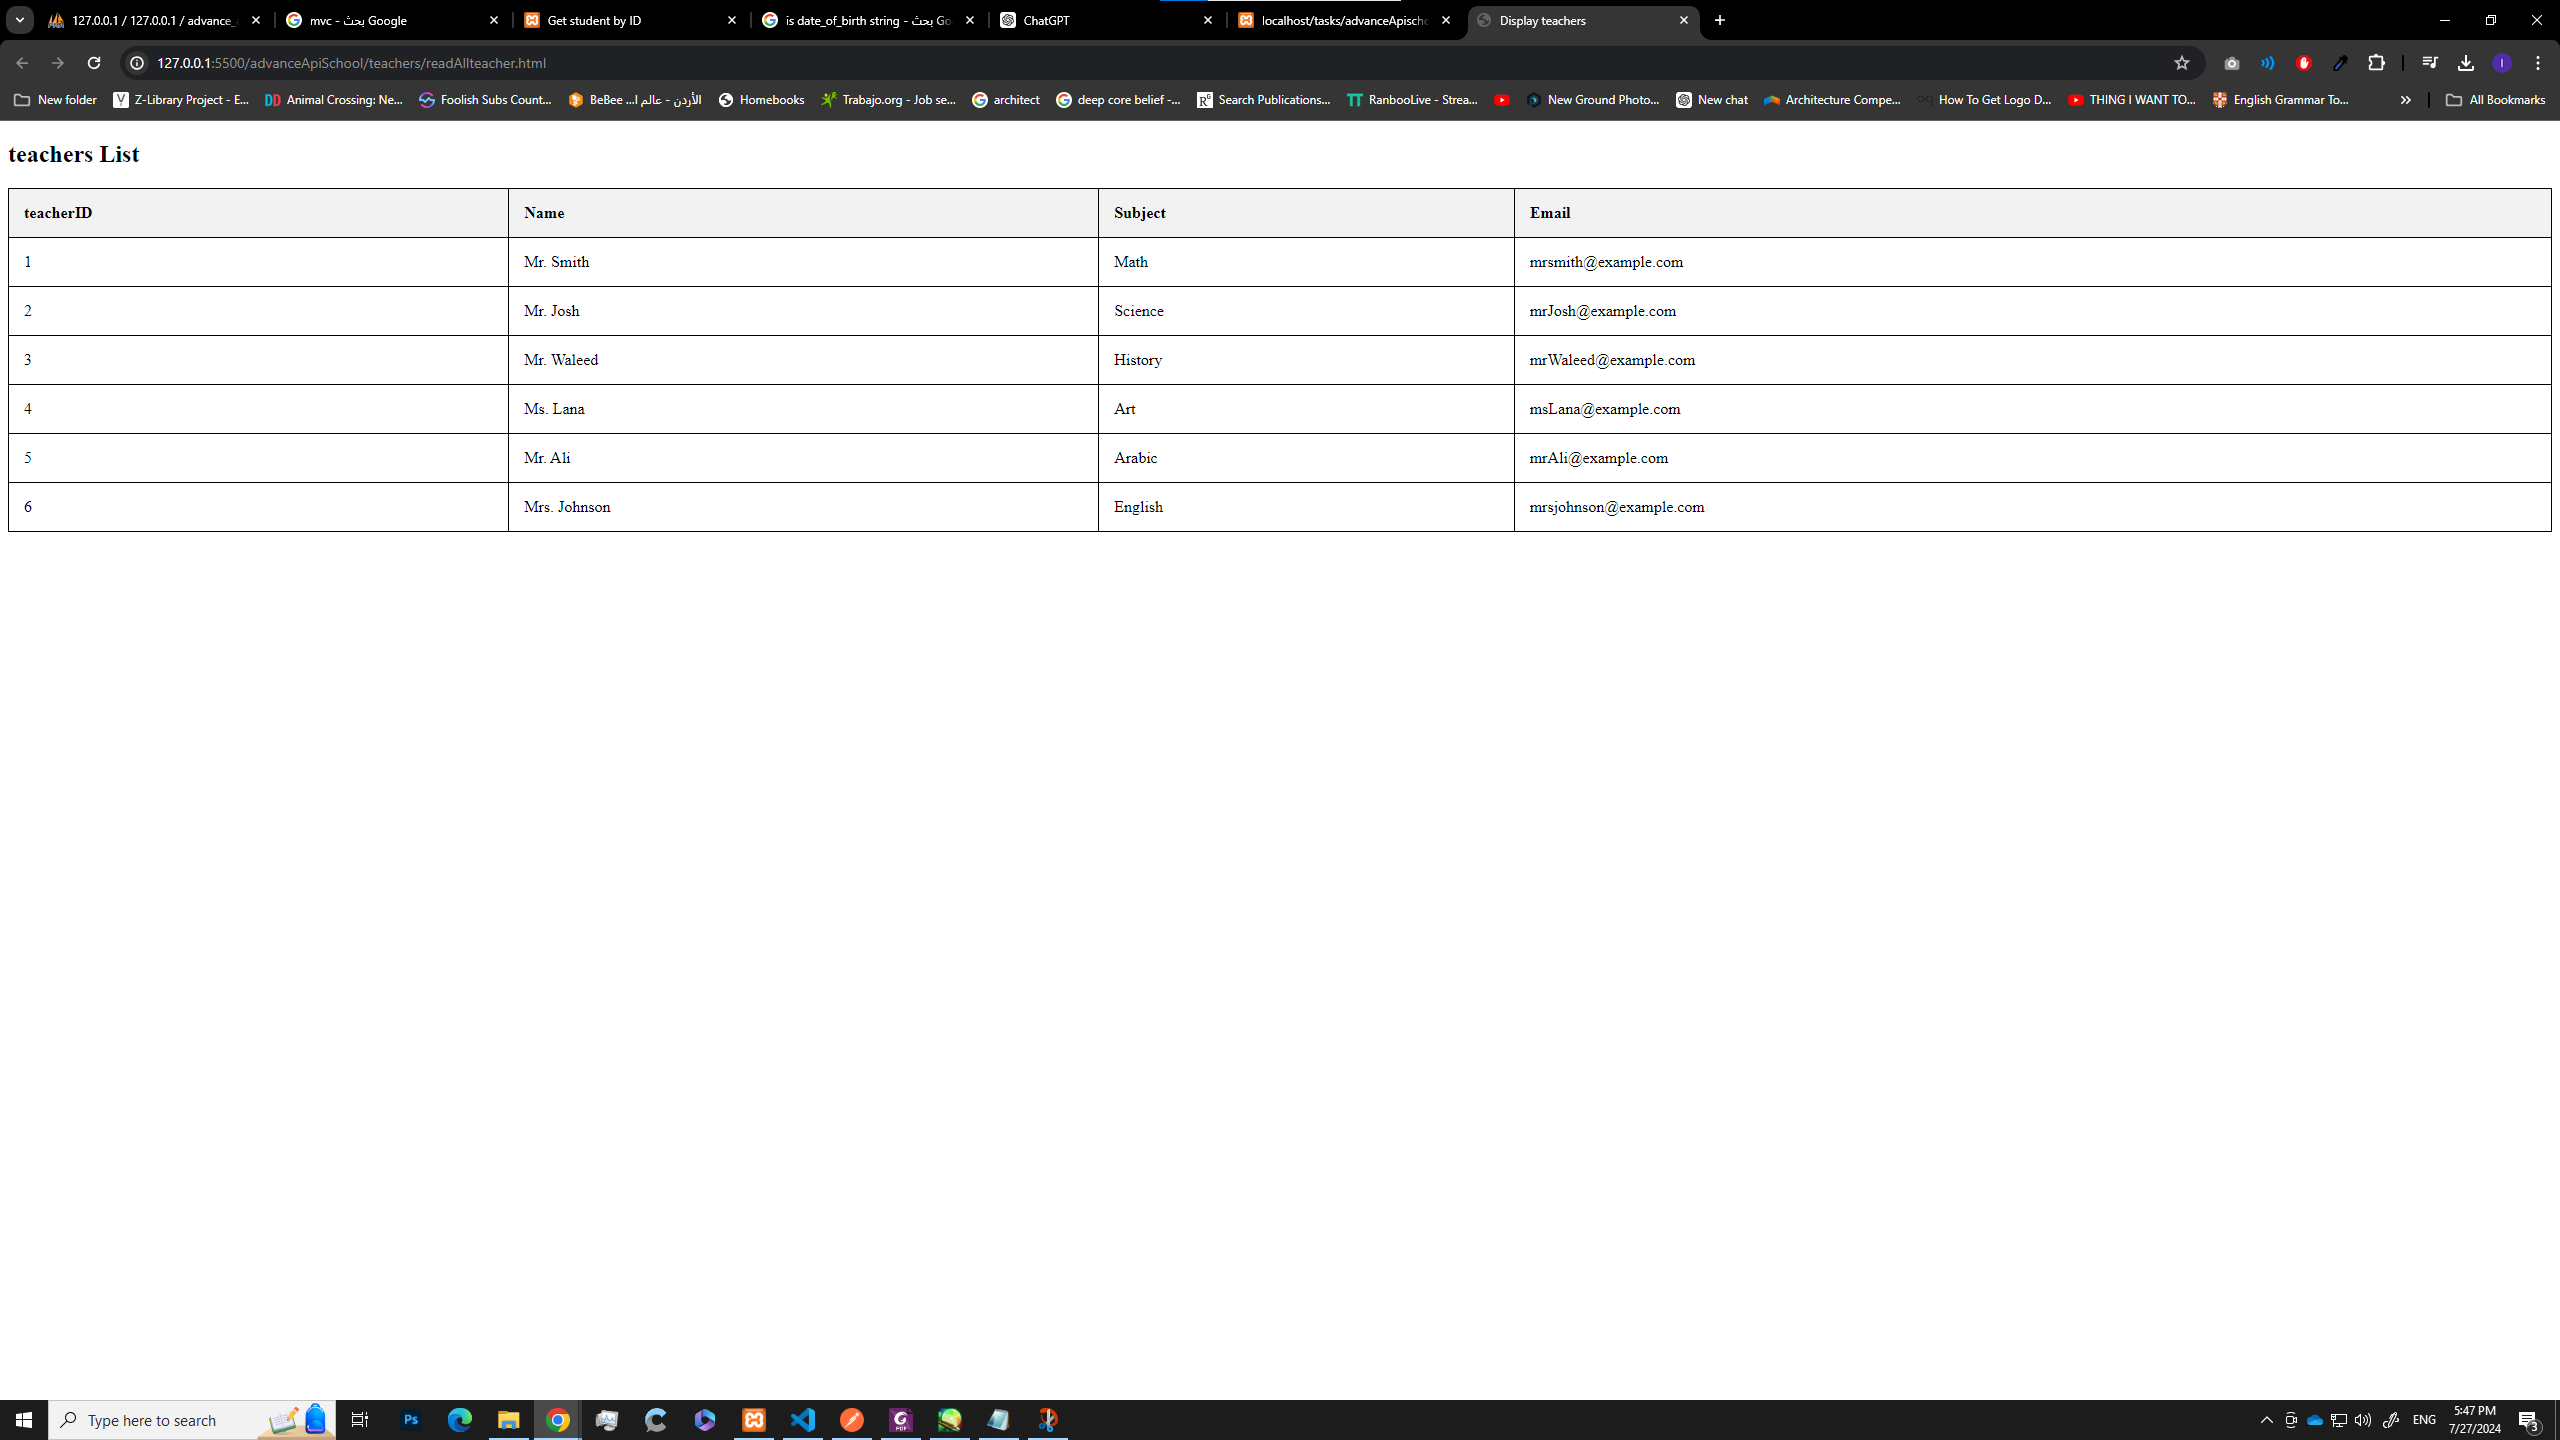 127.0.0.1 / 127.0.0.1 / advance_
mvc - بحث Google
Get student by ID
is date_of_birth string - بحث Go
ChatGPT
localhost/tasks/advanceApischo
Display teachers
127.0.0.1:5500/advanceApiSchool/teachers/readAllteacher.html
New folder
Z-Library Project - E...
Animal Crossing: Ne...
Foolish Subs Count...
BeBee ...الأردن - عالم ا
Homebooks
Trabajo.org - Job se...
architect
deep core belief -...
Search Publications...
RanbooLive - Strea...
New Ground Photo...
New chat
Architecture Compe...
How To Get Logo D...
THING I WANT TO...
English Grammar To...
All Bookmarks
teachers List
teacherID Name Subject Email
1 Mr. Smith Math mrsmith@example.com
2 Mr. Josh Science mrJosh@example.com
3 Mr. Waleed History mrWaleed@example.com
4 Ms. Lana Art msLana@example.com
5 Mr. Ali Arabic mrAli@example.com
6 Mrs. Johnson English mrsjohnson@example.com
Type here to search
ENG
5:47 PM
7/27/2024
3